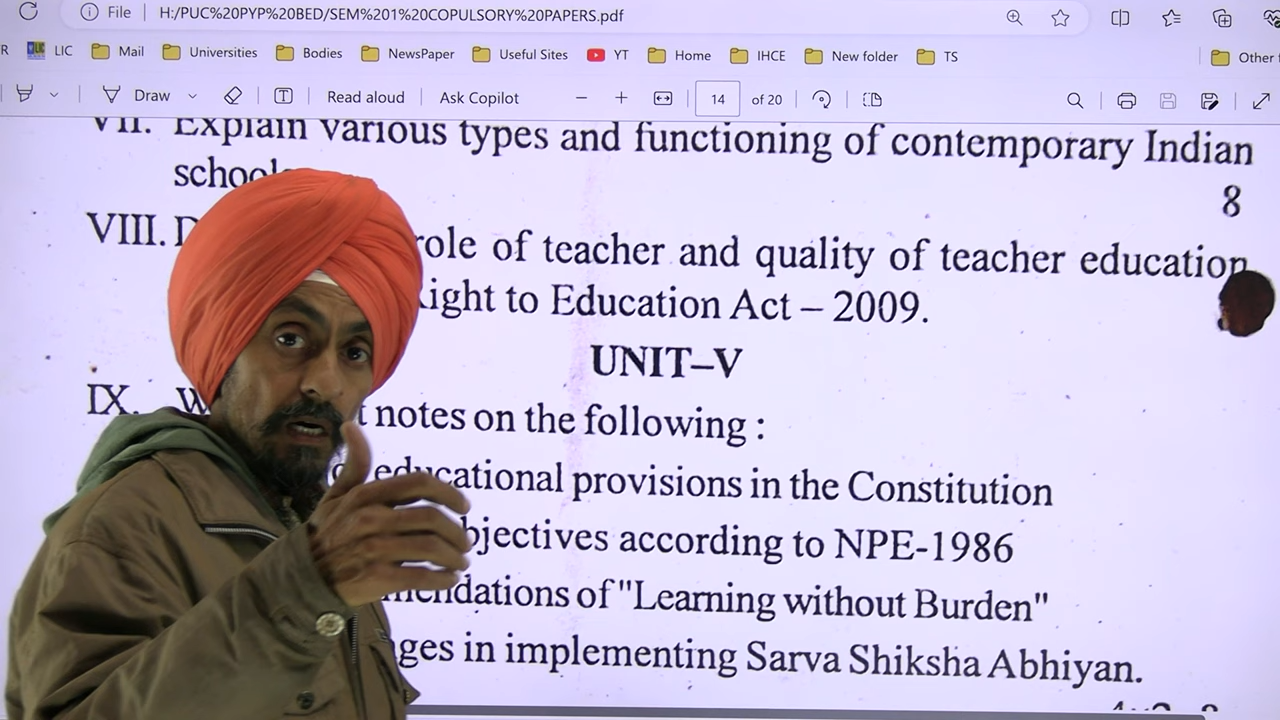 File
H:/PUC%20PYP%20BED/SEM%201%20COPULSORY%20PAPERS.pdf
R LIC Mail Universities Bodies NewsPaper Useful Sites YT Home IHCE New folder TS Other
Draw Read aloud Ask Copilot 14 of 20
VII. Explain various types and functioning of contemporary Indian
8
VIII. role of teacher and quality of teacher education
to Education Act – 2009.
UNIT–V
IX. notes on the following :
educational provisions in the Constitution
according to NPE-1986
of "Learning without Burden"
in implementing Sarva Shiksha Abhiyan.